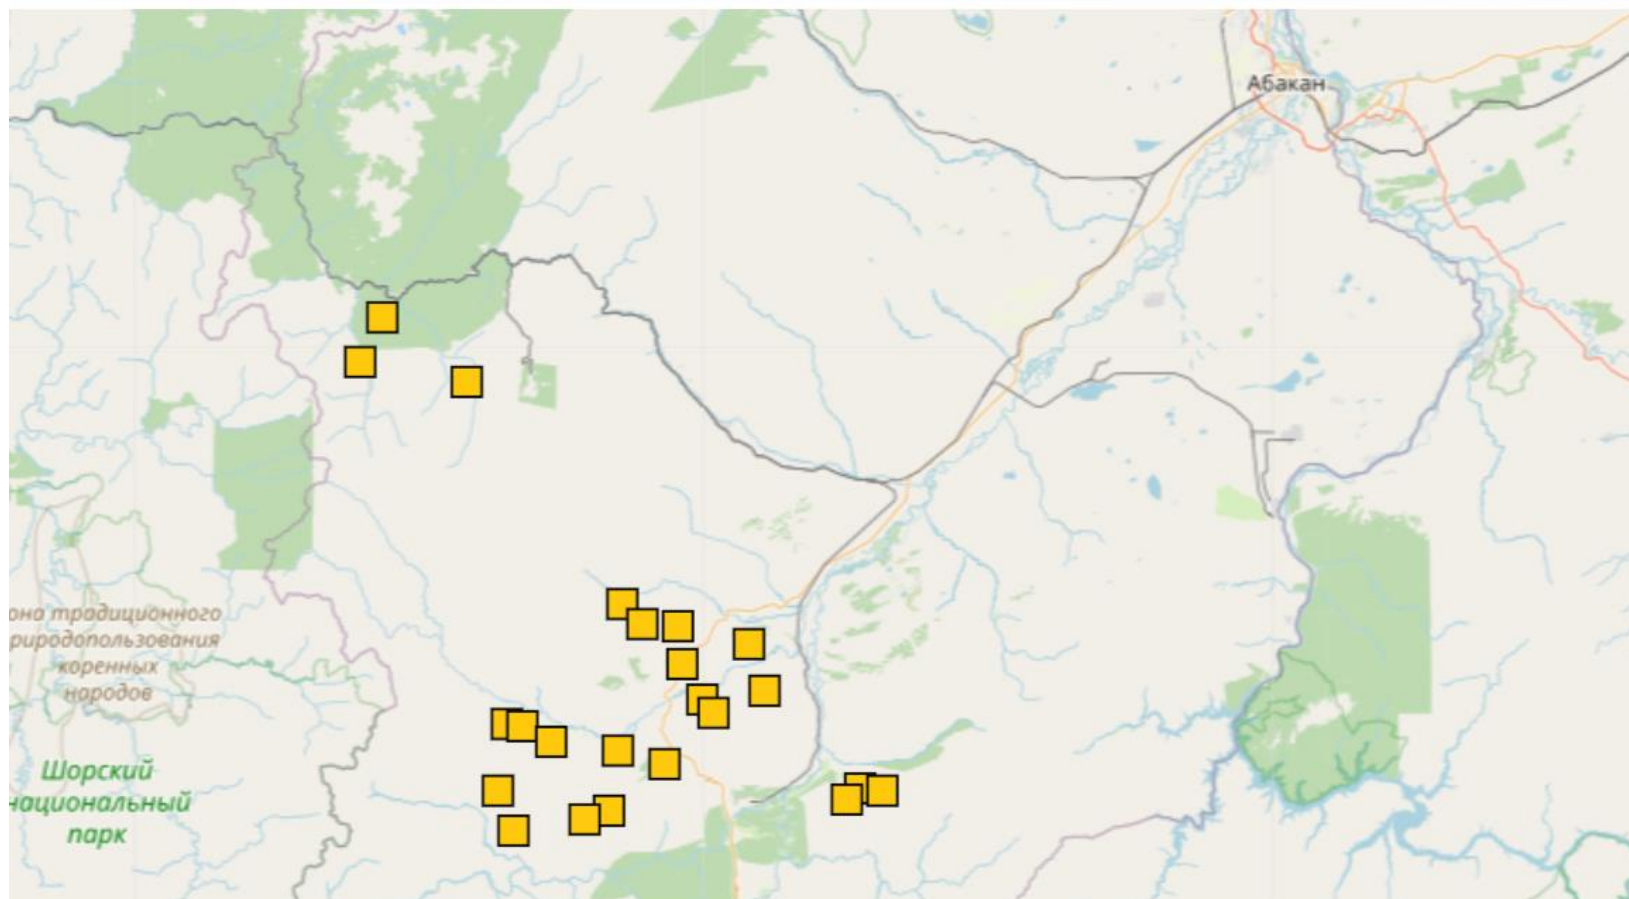 Абакан
она традиционного
риродопользования
коренных
народов
Шорский
национальный
парк